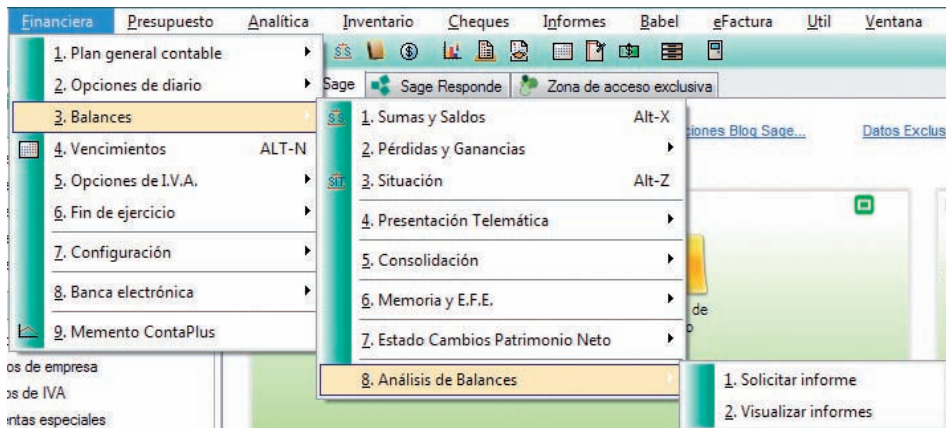 Financiera Presupuesto Analítica Inventario Cheques Informes Babel eFactura Util Ventana
1. Plan general contable
2. Opciones de diario
3. Balances
4. Vencimientos ALT-N
5. Opciones de I.V.A.
6. Fin de ejercicio
7. Configuración
8. Banca electrónica
9. Memento ContaPlus
Sage Sage Responde Zona de acceso exclusiva
1. Sumas y Saldos Alt-X
2. Pérdidas y Ganancias
3. Situación Alt-Z
4. Presentación Telemática
5. Consolidación
6. Memoria y E.F.E.
7. Estado Cambios Patrimonio Neto
8. Análisis de Balances
1. Solicitar informe
2. Visualizar informes
ciones Blog Sage... Datos Exclus
de
os de empresa
os de IVA
ntas especiales